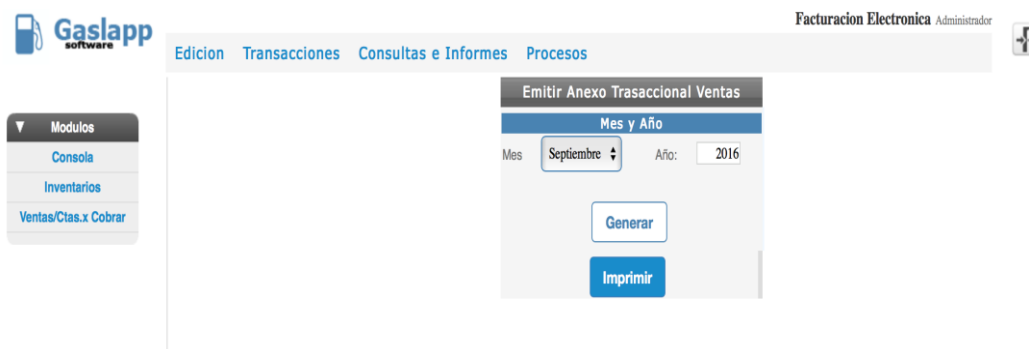 Gaslapp
software
Facturacion Electronica Administrador
Edicion Transacciones Consultas e Informes Procesos
Emitir Anexo Trasaccional Ventas
Mes y Año
Mes Septiembre Año: 2016
Generar
Imprimir
Modulos
Consola
Inventarios
Ventas/Ctas.x Cobrar